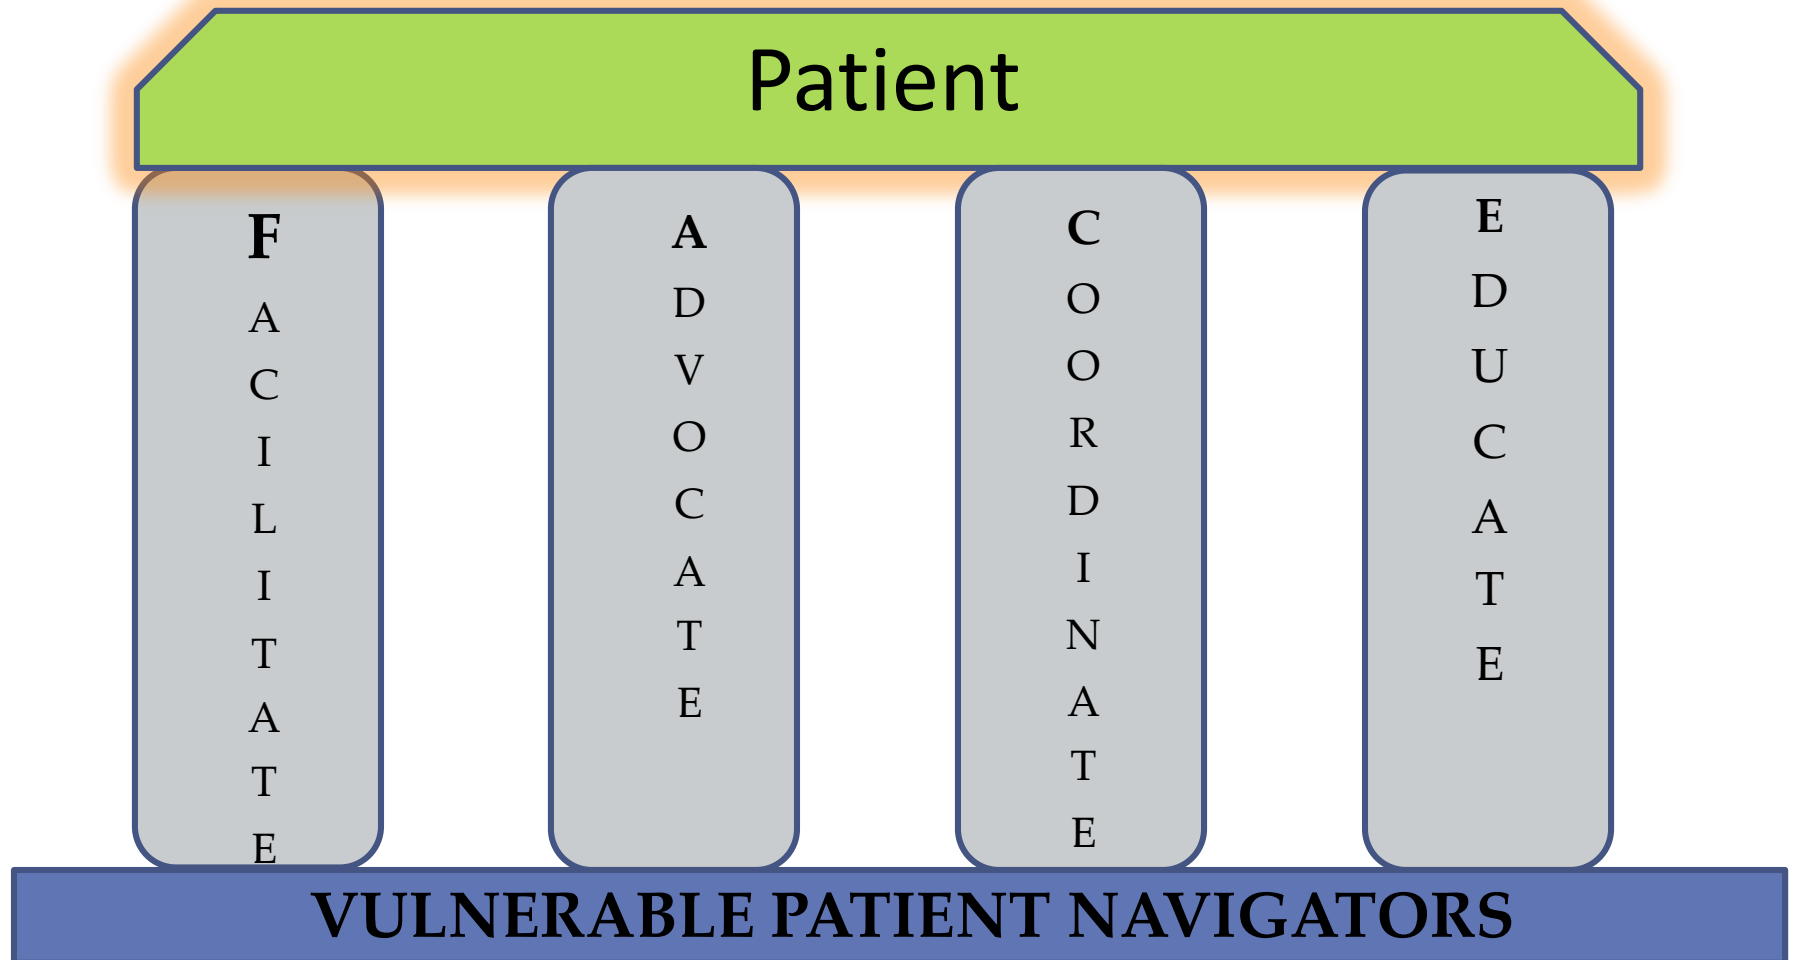 Patient
FACILITATE
ADVOCATE
COORDINATE
EDUCATE
VULNERABLE PATIENT NAVIGATORS